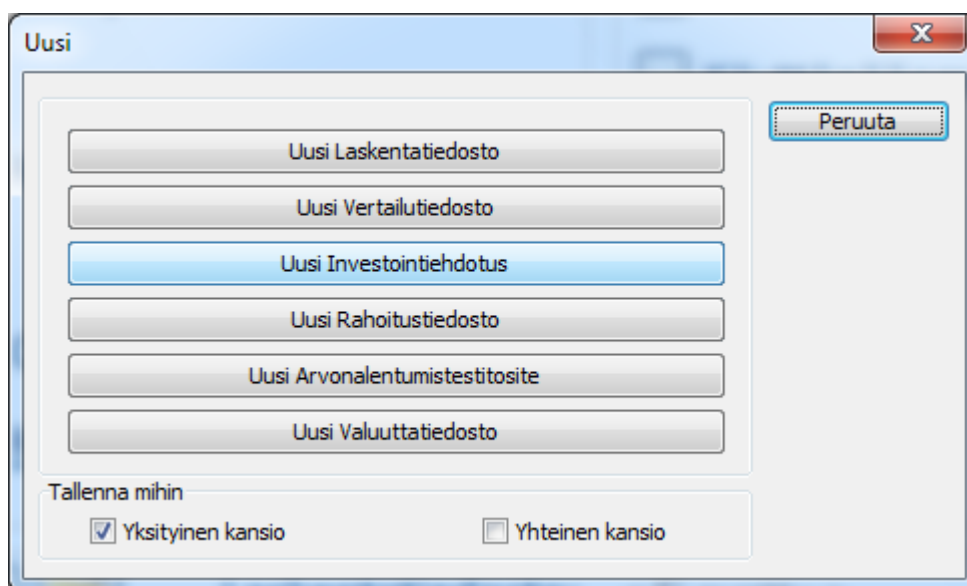 Uusi
Peruuta
Uusi Laskentatiedosto
Uusi Vertailutiedosto
Uusi Investointiehdotus
Uusi Rahoitustiedosto
Uusi Arvonalentumistestitosite
Uusi Valuuttatiedosto
Tallenna mihin
Yksityinen kansio
Yhteinen kansio